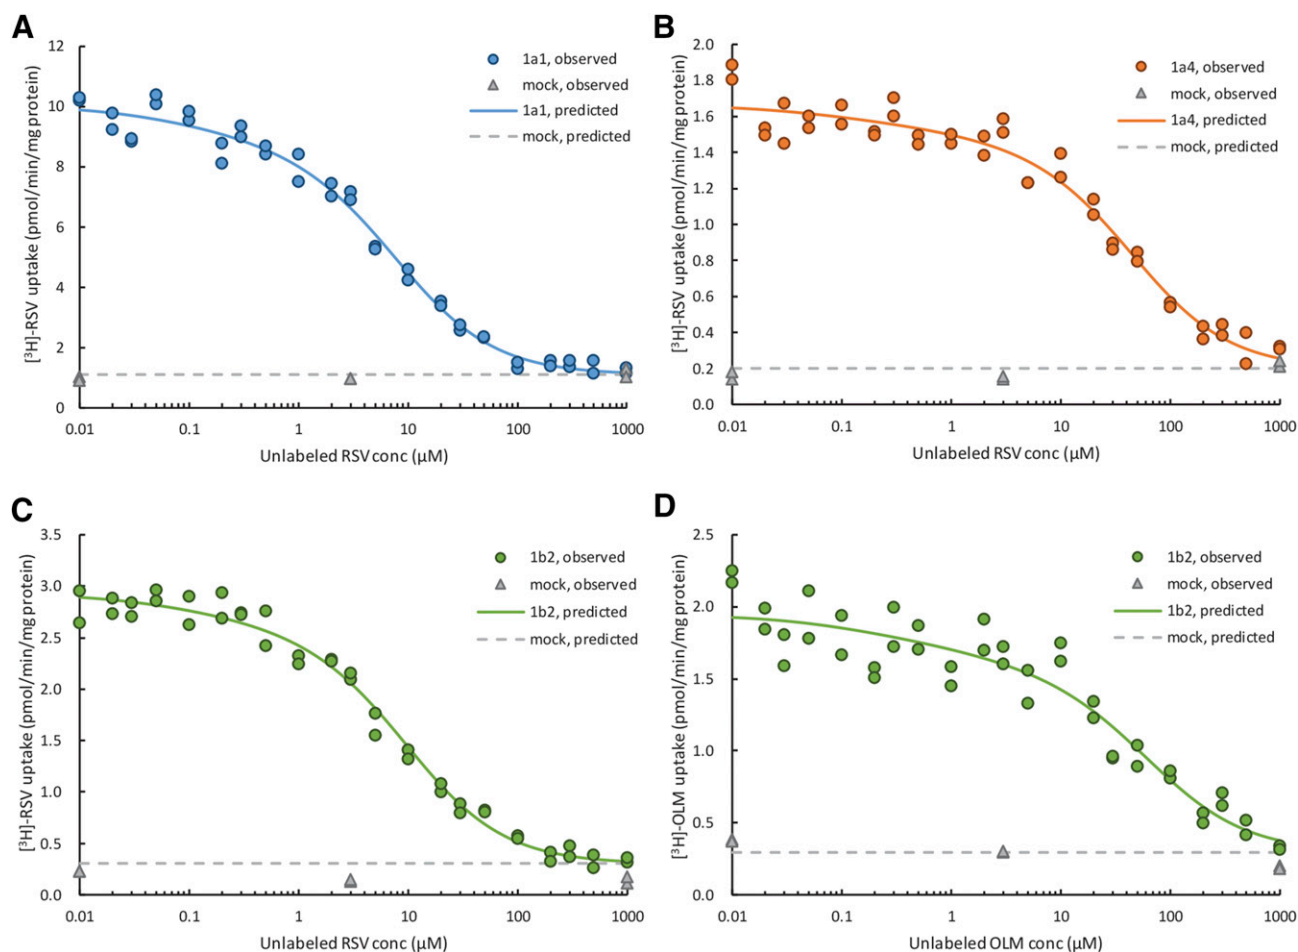 A
[³H]-RSV uptake (pmol/min/mg protein)
12
10
8
6
4
2
0
0.01
0.1
1
10
100
1000
Unlabeled RSV conc (µM)
1a1, observed
mock, observed
1a1, predicted
mock, predicted
B
[³H]-RSV uptake (pmol/min/mg protein)
2.0
1.8
1.6
1.4
1.2
1.0
0.8
0.6
0.4
0.2
0.0
0.01
0.1
1
10
100
1000
Unlabeled RSV conc (µM)
1a4, observed
mock, observed
1a4, predicted
mock, predicted
C
[³H]-RSV uptake (pmol/min/mg protein)
3.5
3.0
2.5
2.0
1.5
1.0
0.5
0.0
0.01
0.1
1
10
100
1000
Unlabeled RSV conc (µM)
1b2, observed
mock, observed
1b2, predicted
mock, predicted
D
[³H]-OLM uptake (pmol/min/mg protein)
2.5
2.0
1.5
1.0
0.5
0.0
0.01
0.1
1
10
100
1000
Unlabeled OLM conc (µM)
1b2, observed
mock, observed
1b2, predicted
mock, predicted